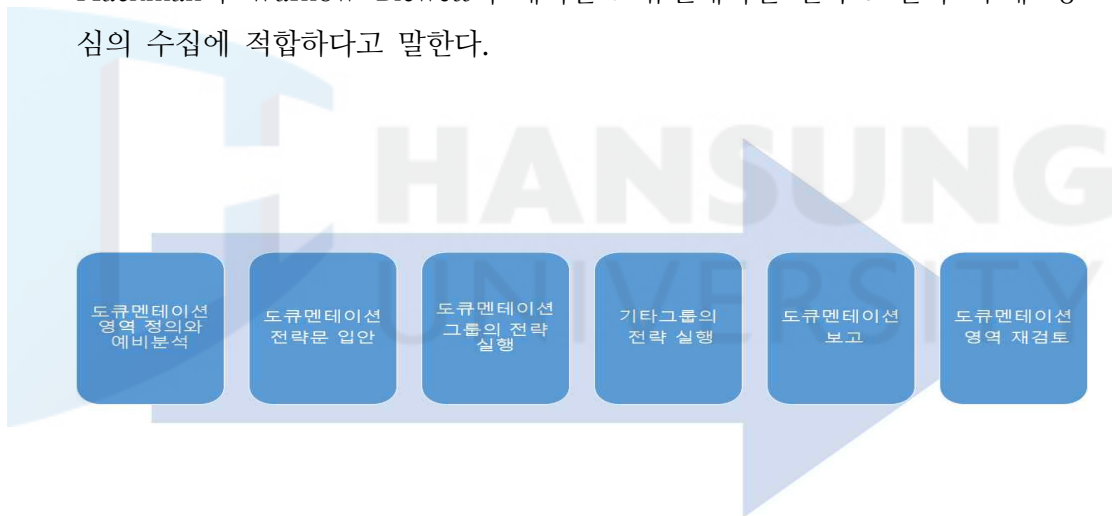 심의 수집에 적합하다고 말한다.
HANSUNG
UNIVERSITY
도큐멘테이션
영역 정의와
예비분석
도큐멘테이션
전략문 입안
도큐멘테이션
그룹의 전략
실행
기타그룹의
전략 실행
도큐멘테이션
보고
도큐멘테이션
영역 재검토